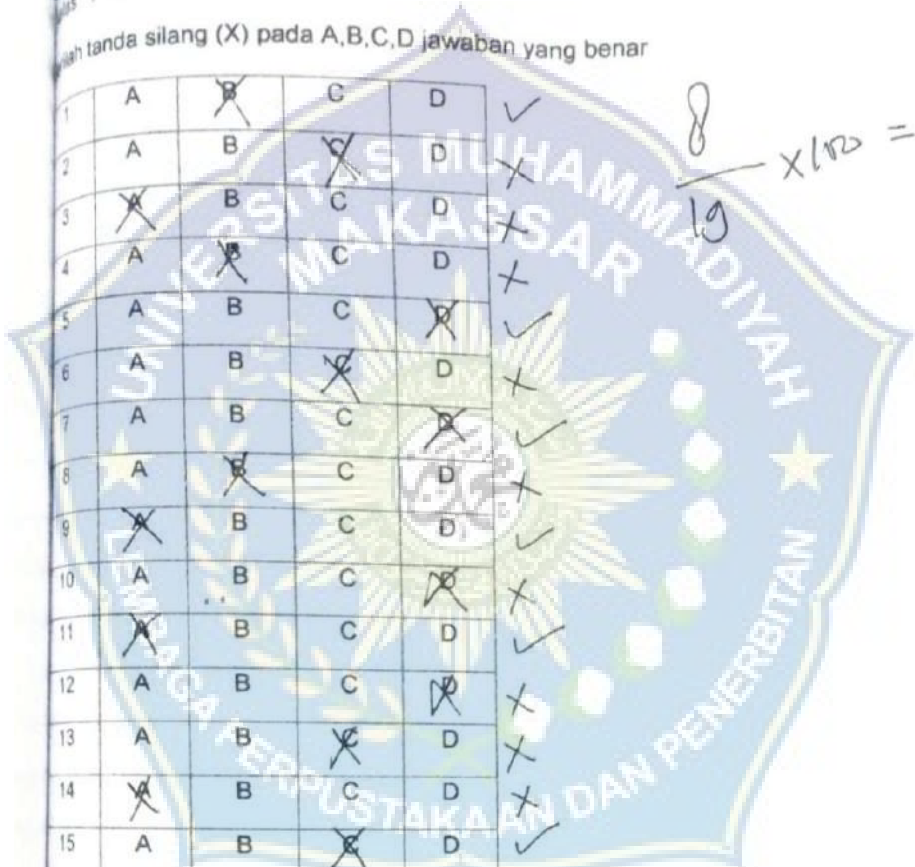 tanda silang (X) pada A,B,C,D jawaban yang benar
1 A B C D ✓
2 A B C D X
3 A B C D X
4 A B C D X
5 A B C D ✓
6 A B C D X
7 A B C D ✓
8 A B C D X
9 A B C D ✓
10 A B C D X
11 A B C D ✓
12 A B C D X
13 A B C D X
14 A B C D X
15 A B C D ✓
8
19
x100 =
UNIVERSITAS MUHAMMADIYAH
MAKASSAR
LEMBAGA PERPUSTAKAAN DAN PENERBITAN